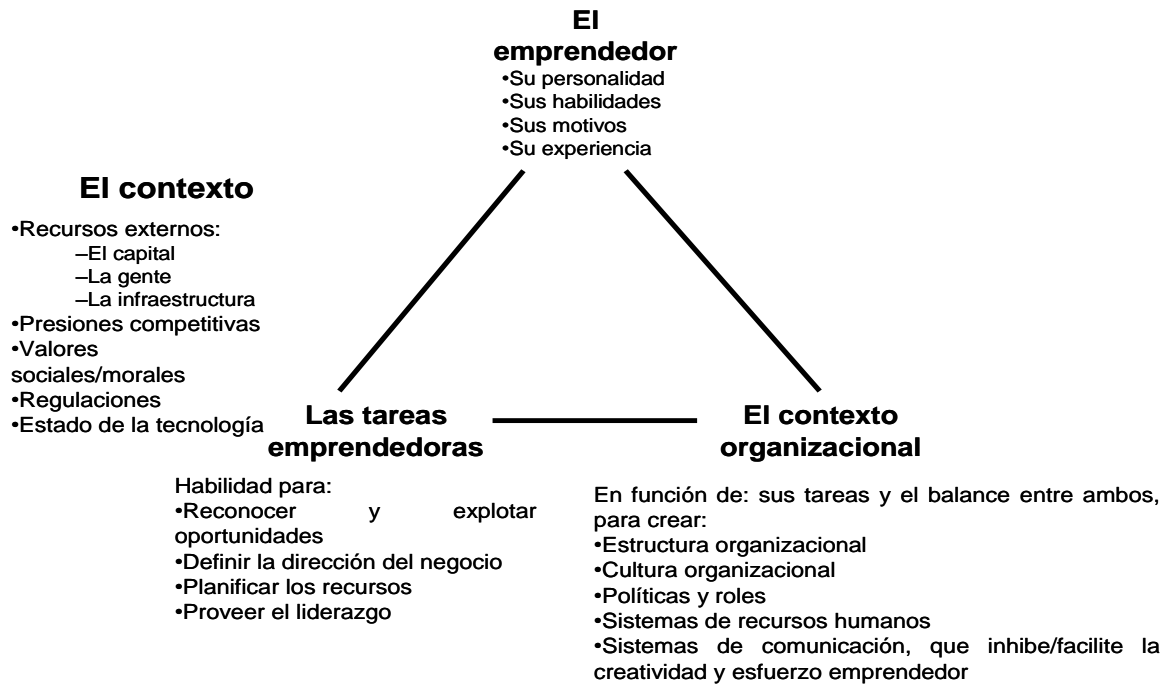 El
emprendedor
•Su personalidad
•Sus habilidades
•Sus motivos
•Su experiencia
El contexto
•Recursos externos:
–El capital
–La gente
–La infraestructura
•Presiones competitivas
•Valores
sociales/morales
•Regulaciones
•Estado de la tecnología
Las tareas
emprendedoras
Habilidad para:
•Reconocer y explotar
oportunidades
•Definir la dirección del negocio
•Planificar los recursos
•Proveer el liderazgo
El contexto
organizacional
En función de: sus tareas y el balance entre ambos,
para crear:
•Estructura organizacional
•Cultura organizacional
•Políticas y roles
•Sistemas de recursos humanos
•Sistemas de comunicación, que inhibe/facilite la
creatividad y esfuerzo emprendedor